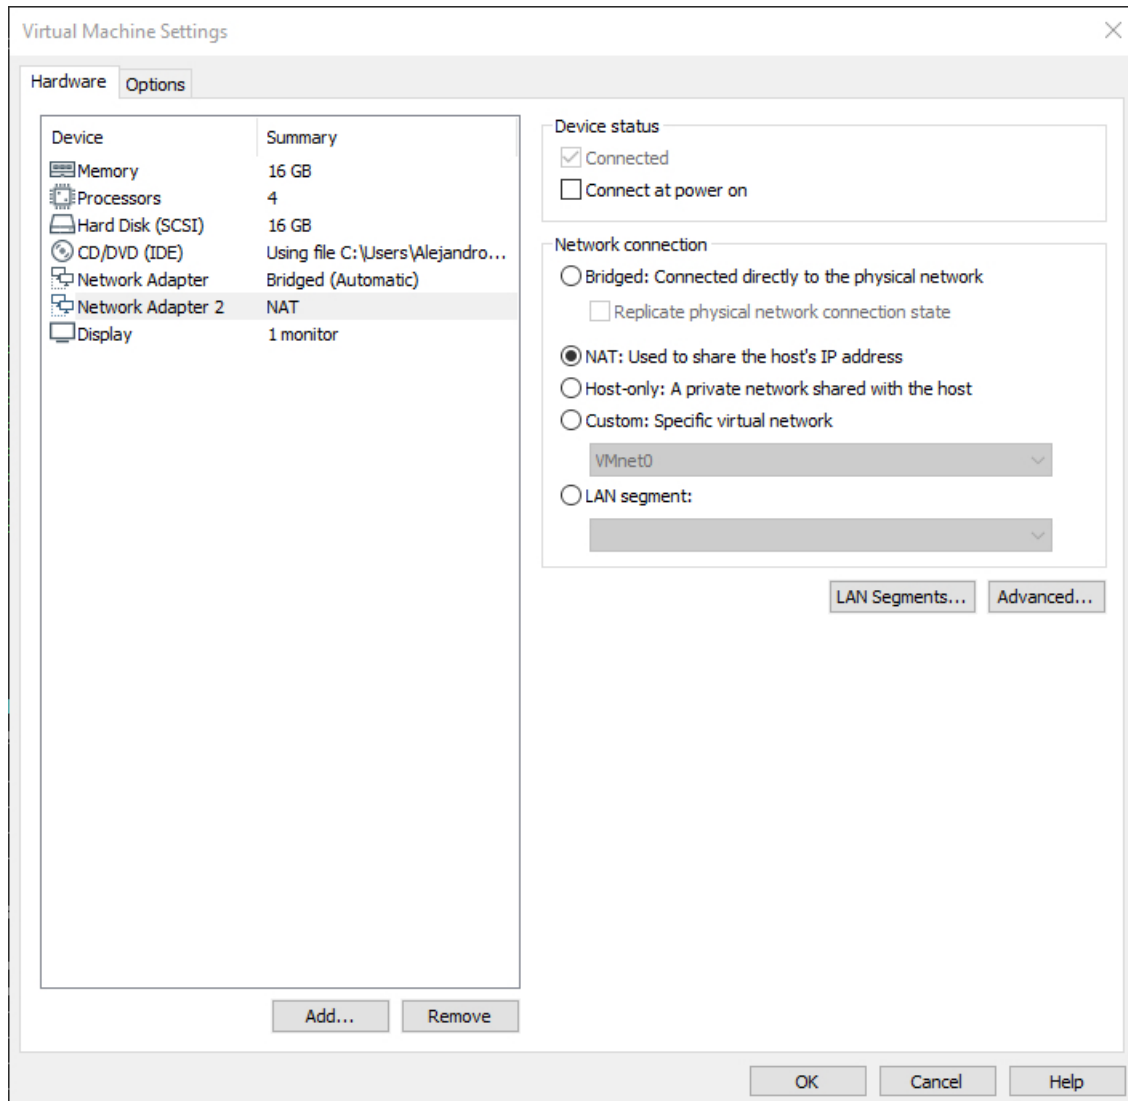 Virtual Machine Settings
Hardware Options
Device Summary
Memory 16 GB
Processors 4
Hard Disk (SCSI) 16 GB
CD/DVD (IDE) Using file C:\Users\Alejandro...
Network Adapter Bridged (Automatic)
Network Adapter 2 NAT
Display 1 monitor
Add... Remove
Device status
Connected
Connect at power on
Network connection
Bridged: Connected directly to the physical network
Replicate physical network connection state
NAT: Used to share the host's IP address
Host-only: A private network shared with the host
Custom: Specific virtual network
VMnet0
LAN segment:
LAN Segments... Advanced...
OK Cancel Help